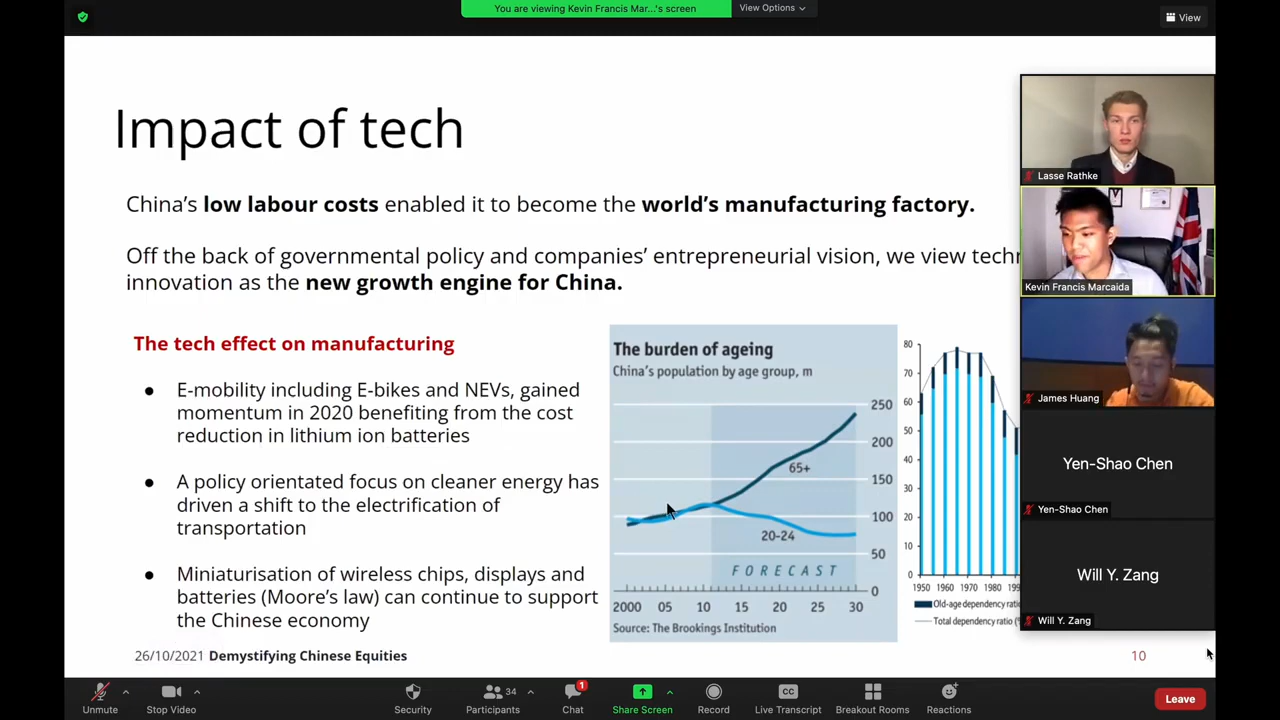 You are viewing Kevin Francis Mar...'s screen
View Options
View
Impact of tech
China's low labour costs enabled it to become the world's manufacturing factory.
Off the back of governmental policy and companies' entrepreneurial vision, we view
innovation as the new growth engine for China.
The tech effect on manufacturing
● E-mobility including E-bikes and NEVs, gained
momentum in 2020 benefiting from the cost
reduction in lithium ion batteries
● A policy orientated focus on cleaner energy has
driven a shift to the electrification of
transportation
● Miniaturisation of wireless chips, displays and
batteries (Moore's law) can continue to support
the Chinese economy
The burden of ageing
China's population by age group, m
250
200
150
100
50
0
65+
20-24
FORECAST
2000 05 10 15 20 25 30
Source: The Brookings Institution
80
70
60
50
40
30
20
10
0
1950 1960 1970 1980
Old-age dependency
Total dependency ratio
Lasse Rathke
Kevin Francis Marcaida
James Huang
Yen-Shao Chen
Yen-Shao Chen
Will Y. Zang
Will Y. Zang
26/10/2021 Demystifying Chinese Equities
10
Unmute
Stop Video
Security
34
Participants
1
Chat
Share Screen
Record
CC
Live Transcript
Breakout Rooms
Reactions
Leave